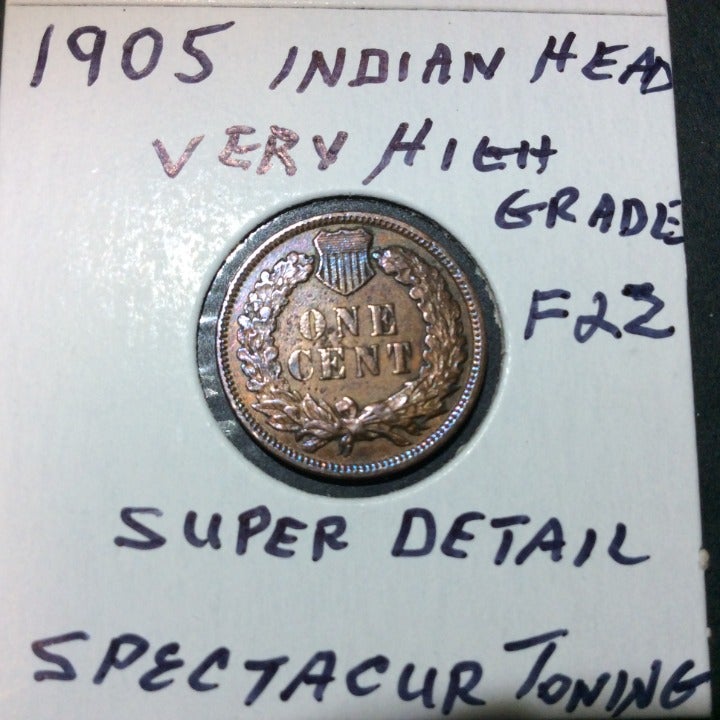 1905 INDIAN HEAD
VERY HIGH
GRADE
F22
ONE
CENT
SUPER DETAIL
SPECTACUR TONING